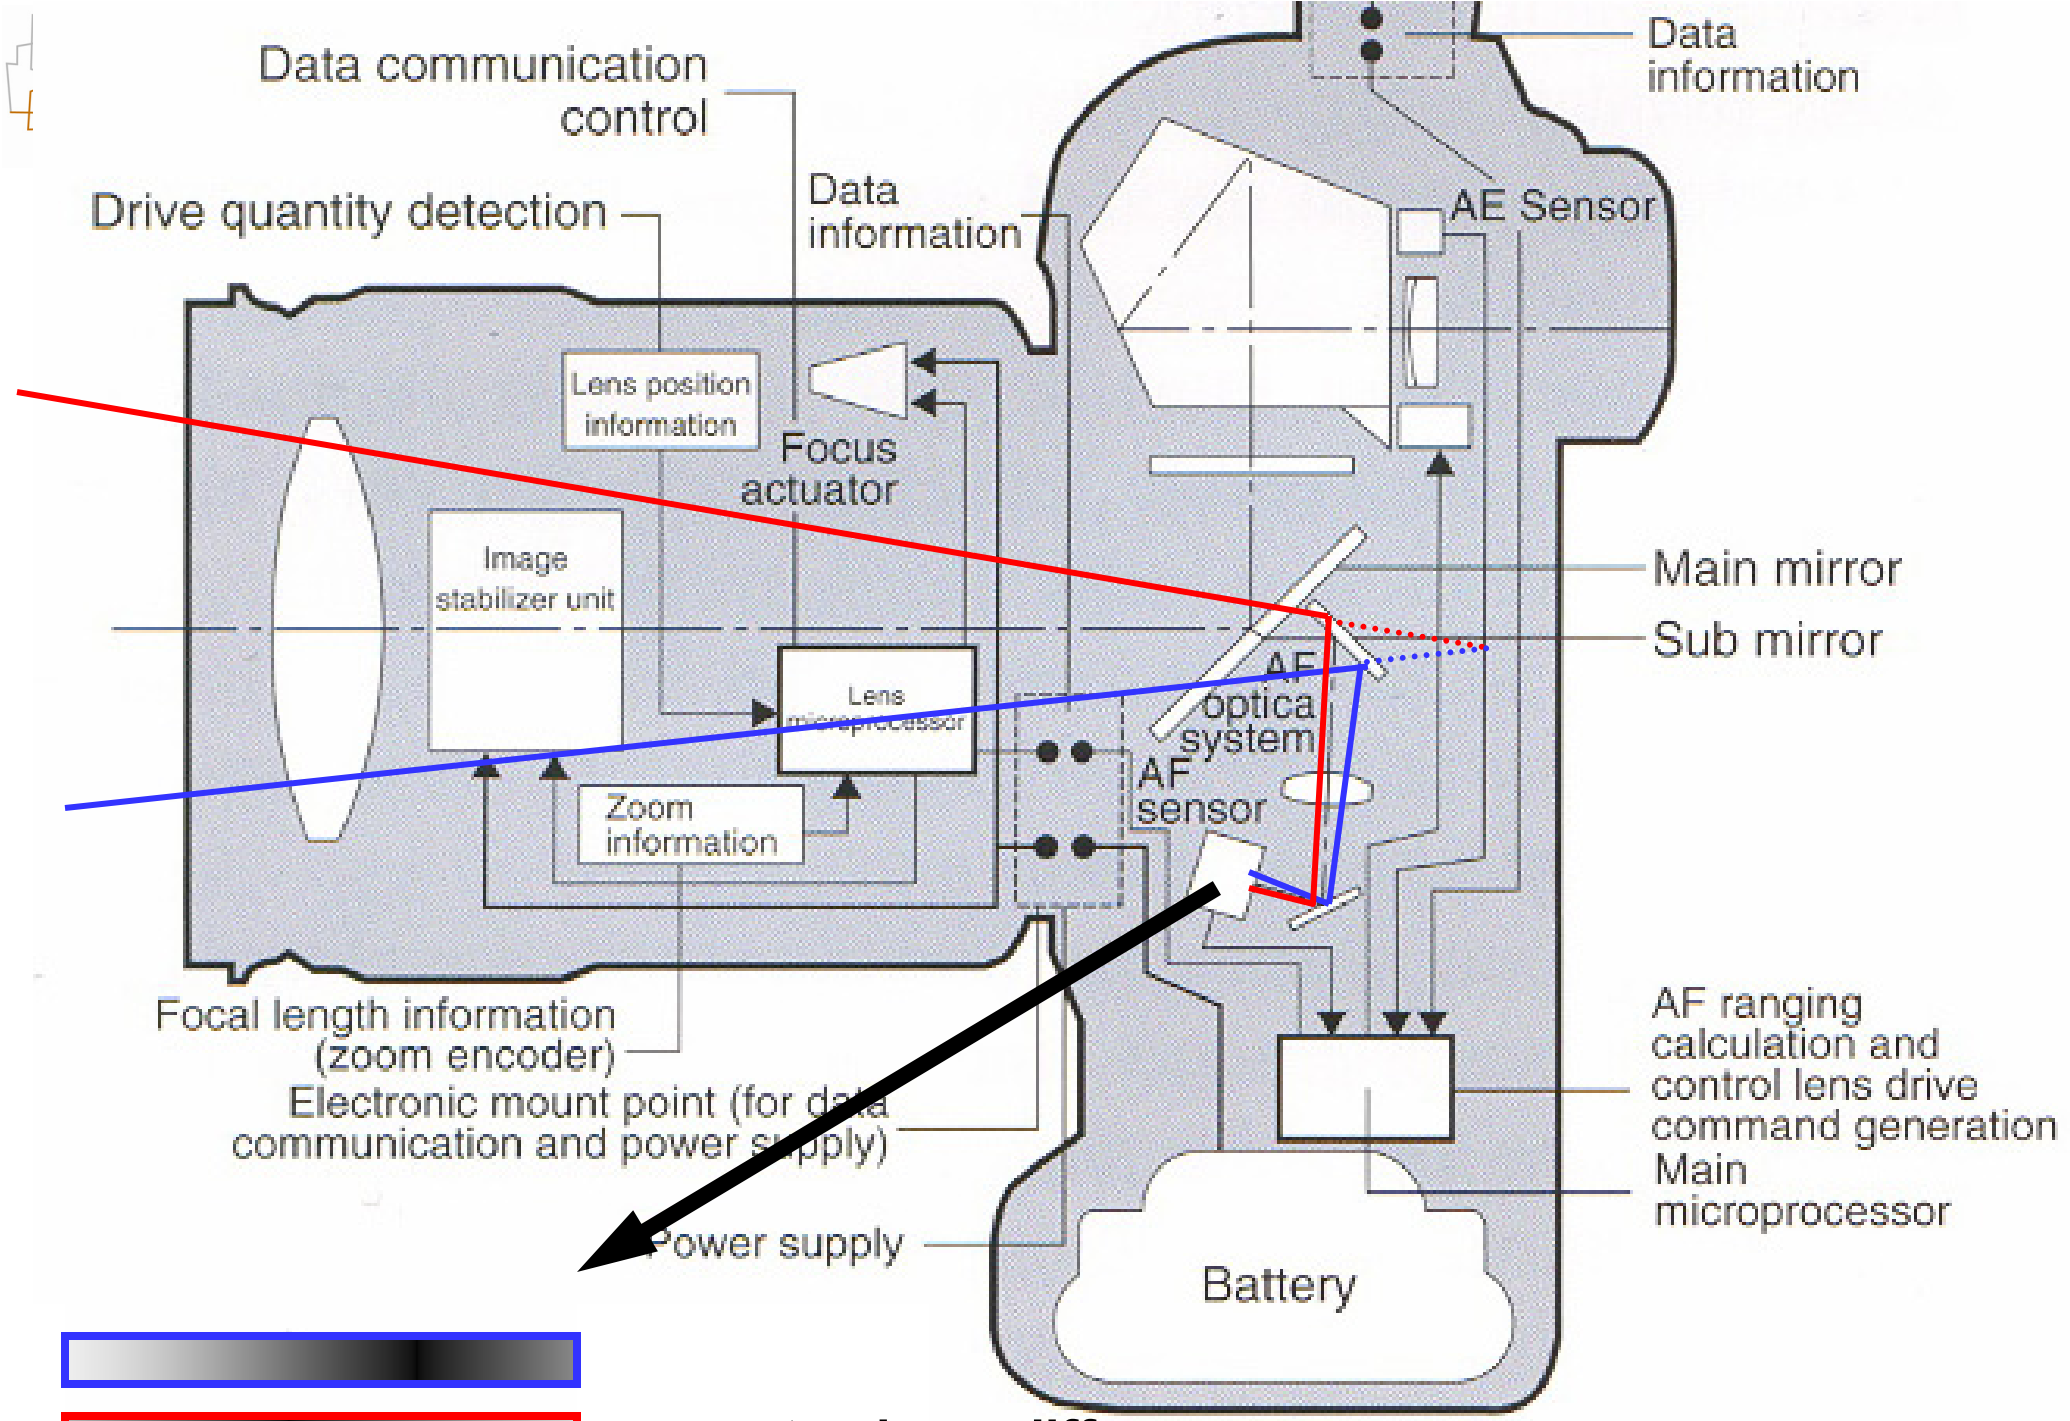 Data communication
control
Data
information
Drive quantity detection
Data
information
AE Sensor
Lens position
information
Focus
actuator
Image
stabilizer unit
Main mirror
Sub mirror
AF
optica
system
Lens
microprocessor
AF
sensor
Zoom
information
Focal length information
(zoom encoder)
Electronic mount point (for data
communication and power supply)
AF ranging
calculation and
control lens drive
command generation
Main
microprocessor
Power supply
Battery